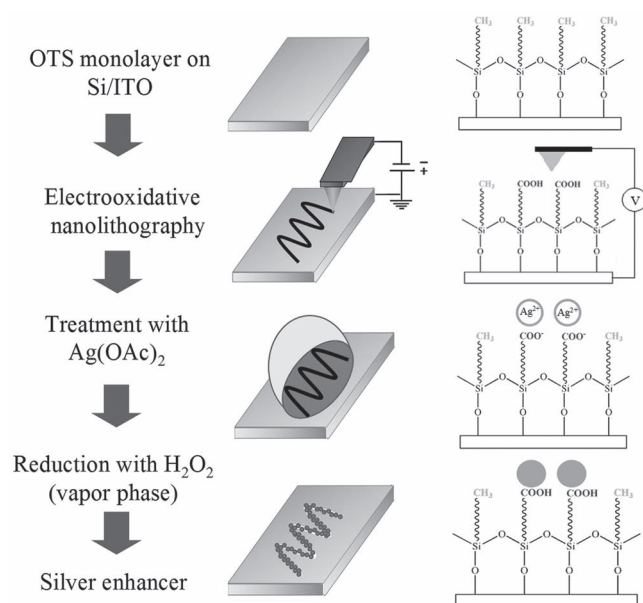 OTS monolayer on
Si/ITO
Electrooxidative
nanolithography
Treatment with
Ag(OAc)₂
Reduction with H₂O₂
(vapor phase)
Silver enhancer
− +
CH₃ CH₃ CH₃ CH₃
Si O Si O Si O Si
O O O O
V
CH₃ COOH COOH CH₃
Si O Si O Si O Si
O O O O
Ag²⁺ Ag²⁺
CH₃ COO⁻ COO⁻ CH₃
Si O Si O Si O Si
O O O O
CH₃ COOH COOH CH₃
Si O Si O Si O Si
O O O O